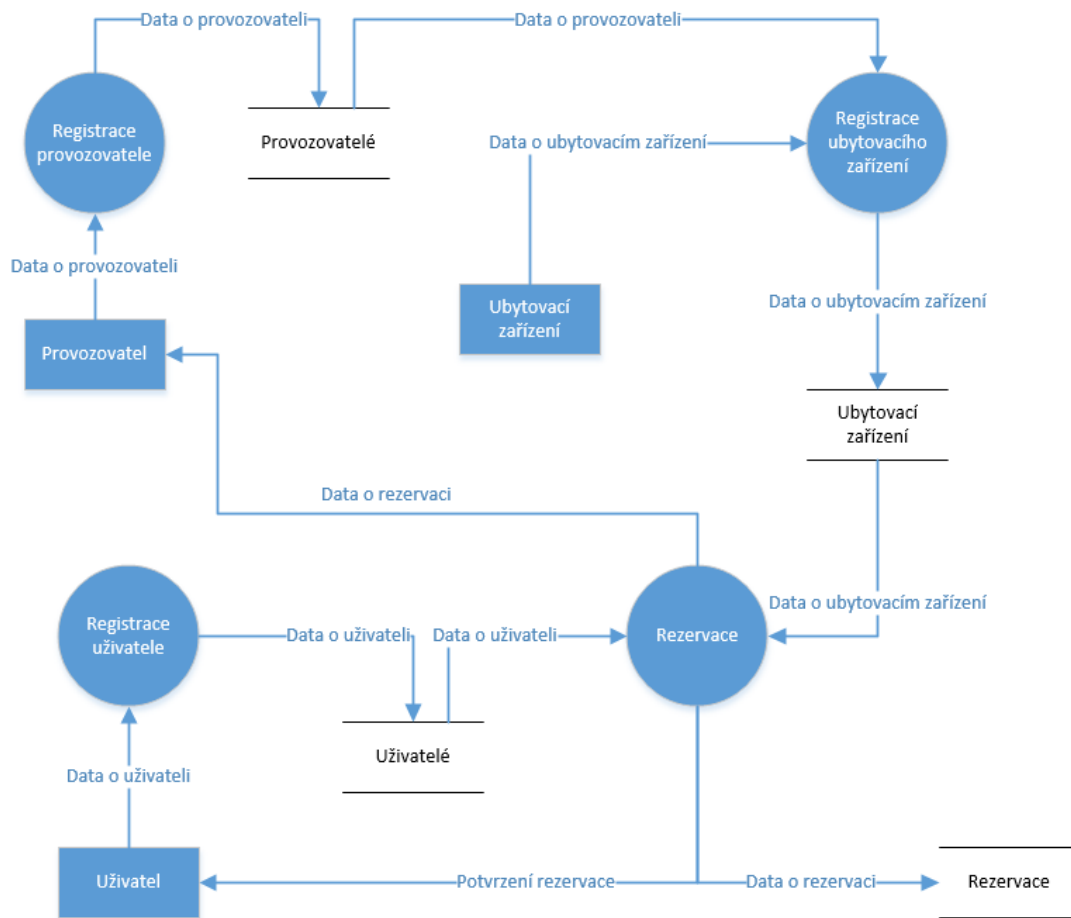 Data o provozovateli
Data o provozovateli
Registrace
provozovatele
Provozovatelé
Registrace
ubytovacího
zařízení
Data o ubytovacím zařízení
Data o provozovateli
Ubytovací
zařízení
Data o ubytovacím zařízení
Provozovatel
Ubytovací
zařízení
Data o rezervaci
Data o ubytovacím zařízení
Registrace
uživatele
Data o uživateli
Data o uživateli
Rezervace
Uživatelé
Data o uživateli
Uživatel
Potvrzení rezervace
Data o rezervaci
Rezervace